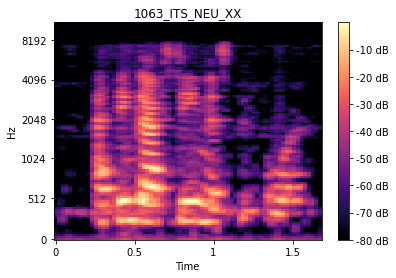 1063_ITS_NEU_XX
8192
4096
2048
1024
512
0
Hz
0
0.5
1
1.5
Time
-10 dB
-20 dB
-30 dB
-40 dB
-50 dB
-60 dB
-70 dB
-80 dB